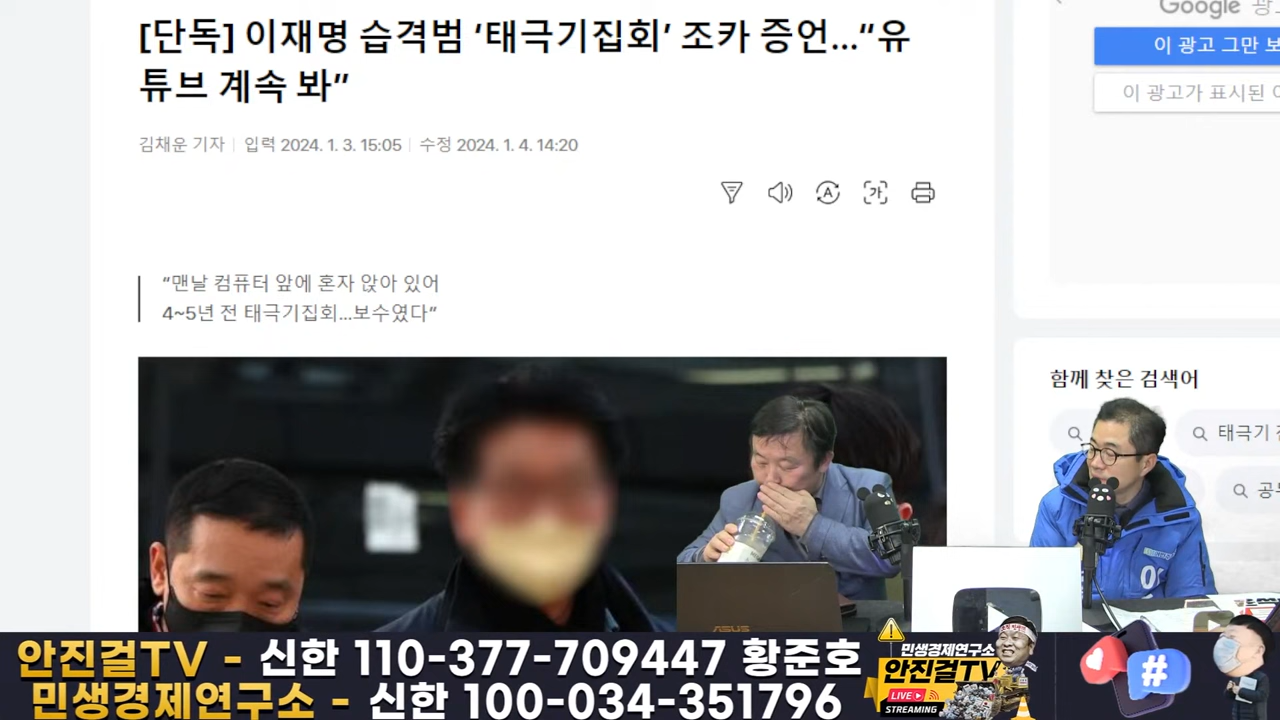 [단독] 이재명 습격범 ‘태극기집회’ 조카 증언…“유
튜브 계속 봐”
김채운 기자 | 입력 2024. 1. 3. 15:05 | 수정 2024. 1. 4. 14:20
“맨날 컴퓨터 앞에 혼자 앉아 있어
4~5년 전 태극기집회…보수였다”
Google 광
이 광고 그만 보
이 광고가 표시된 이
함께 찾은 검색어
태극기
공
가
A
ASUS
안진걸TV - 신한 110-377-709447 황준호
민생경제연구소 - 신한 100-034-351796
민생경제연구소
안진걸TV
LIVE
STREAMING
#